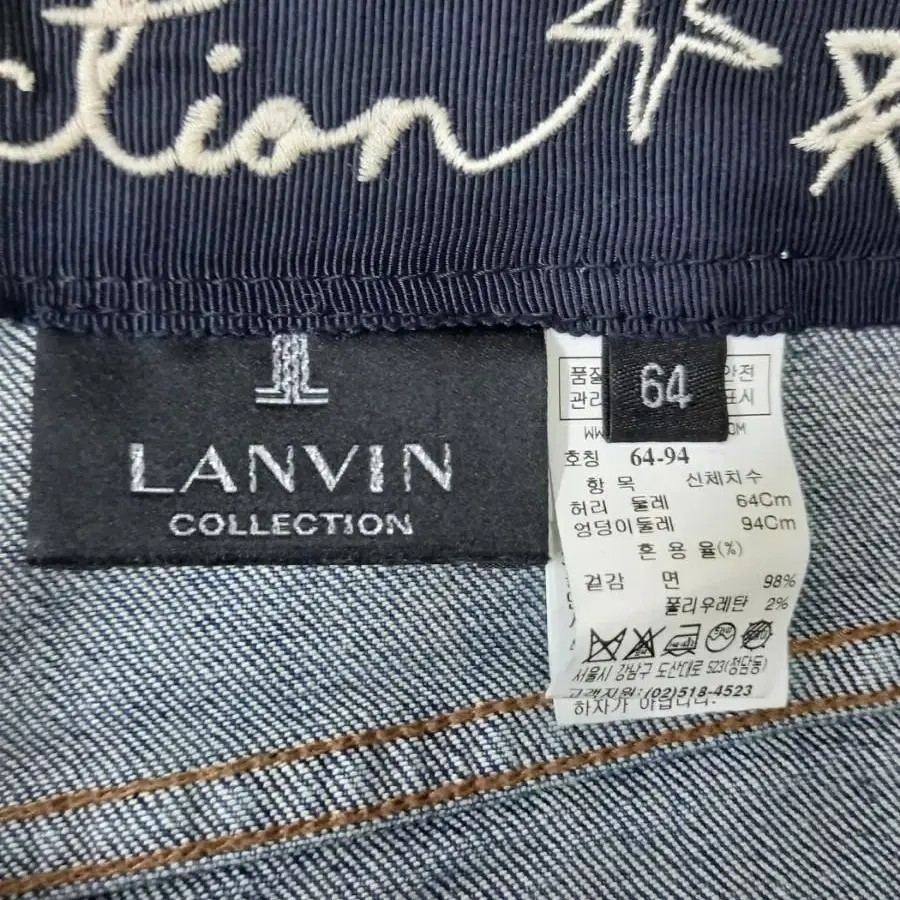 tion
LANVIN
COLLECTION
64
품질
안전
관리
표시
WW
OM
호칭 64-94
항 목 신체치수
허리 둘레 64Cm
엉덩이둘레 94Cm
혼 용 율(%)
겉감 면 98%
폴리우레탄 2%
서울시 강남구 도산대로 523(청담동)
고객지원: (02)518-4523
하자가 아닙니다.